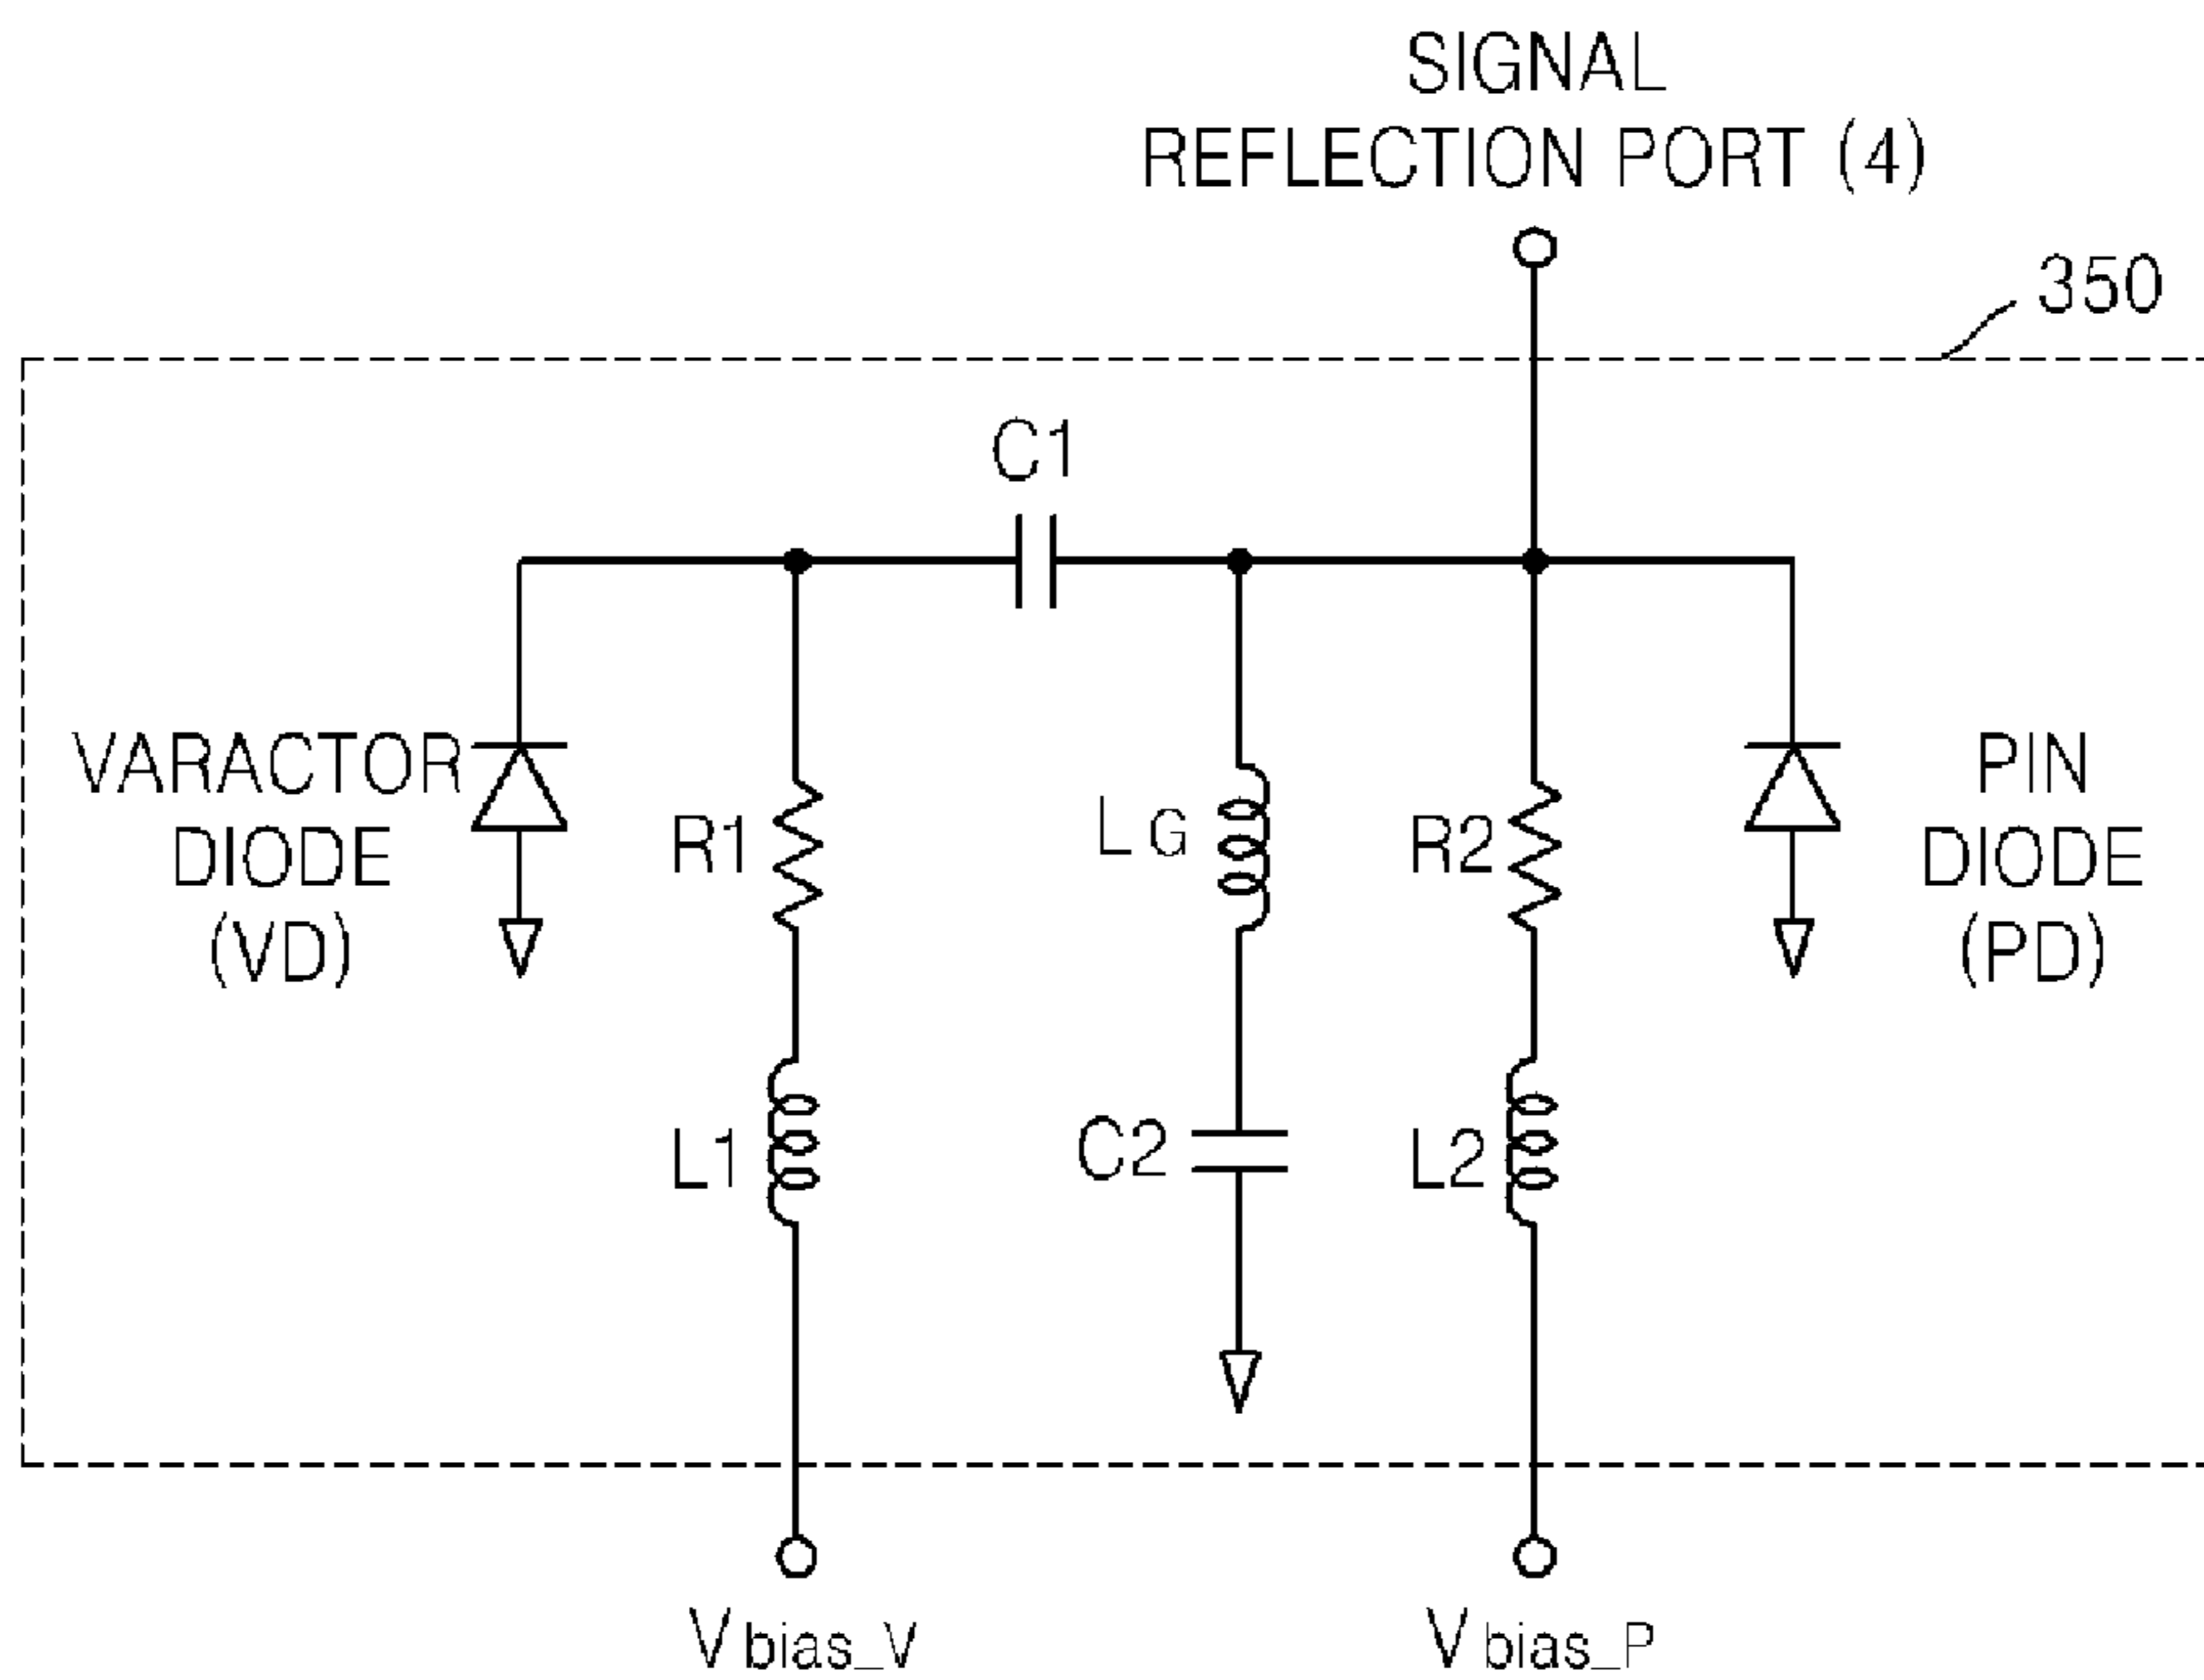 SIGNAL
REFLECTION PORT (4)
350
C1
VARACTOR
DIODE
(VD)
R1
LG
R2
PIN
DIODE
(PD)
L1
C2
L2
Vbias_V
Vbias_P